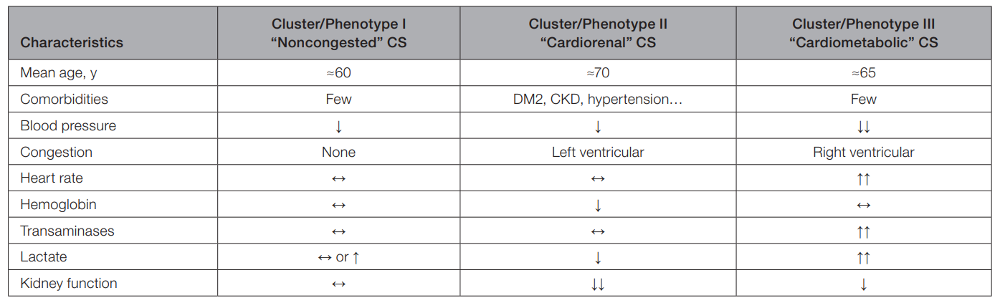 Characteristics Cluster/Phenotype I “Noncongested” CS Cluster/Phenotype II “Cardiorenal” CS Cluster/Phenotype III “Cardiometabolic” CS
Mean age, y ≈60 ≈70 ≈65
Comorbidities Few DM2, CKD, hypertension… Few
Blood pressure ↓ ↓ ↓↓
Congestion None Left ventricular Right ventricular
Heart rate ↔ ↔ ↑↑
Hemoglobin ↔ ↓ ↔
Transaminases ↔ ↔ ↑↑
Lactate ↔ or ↑ ↓ ↑↑
Kidney function ↔ ↓↓ ↓